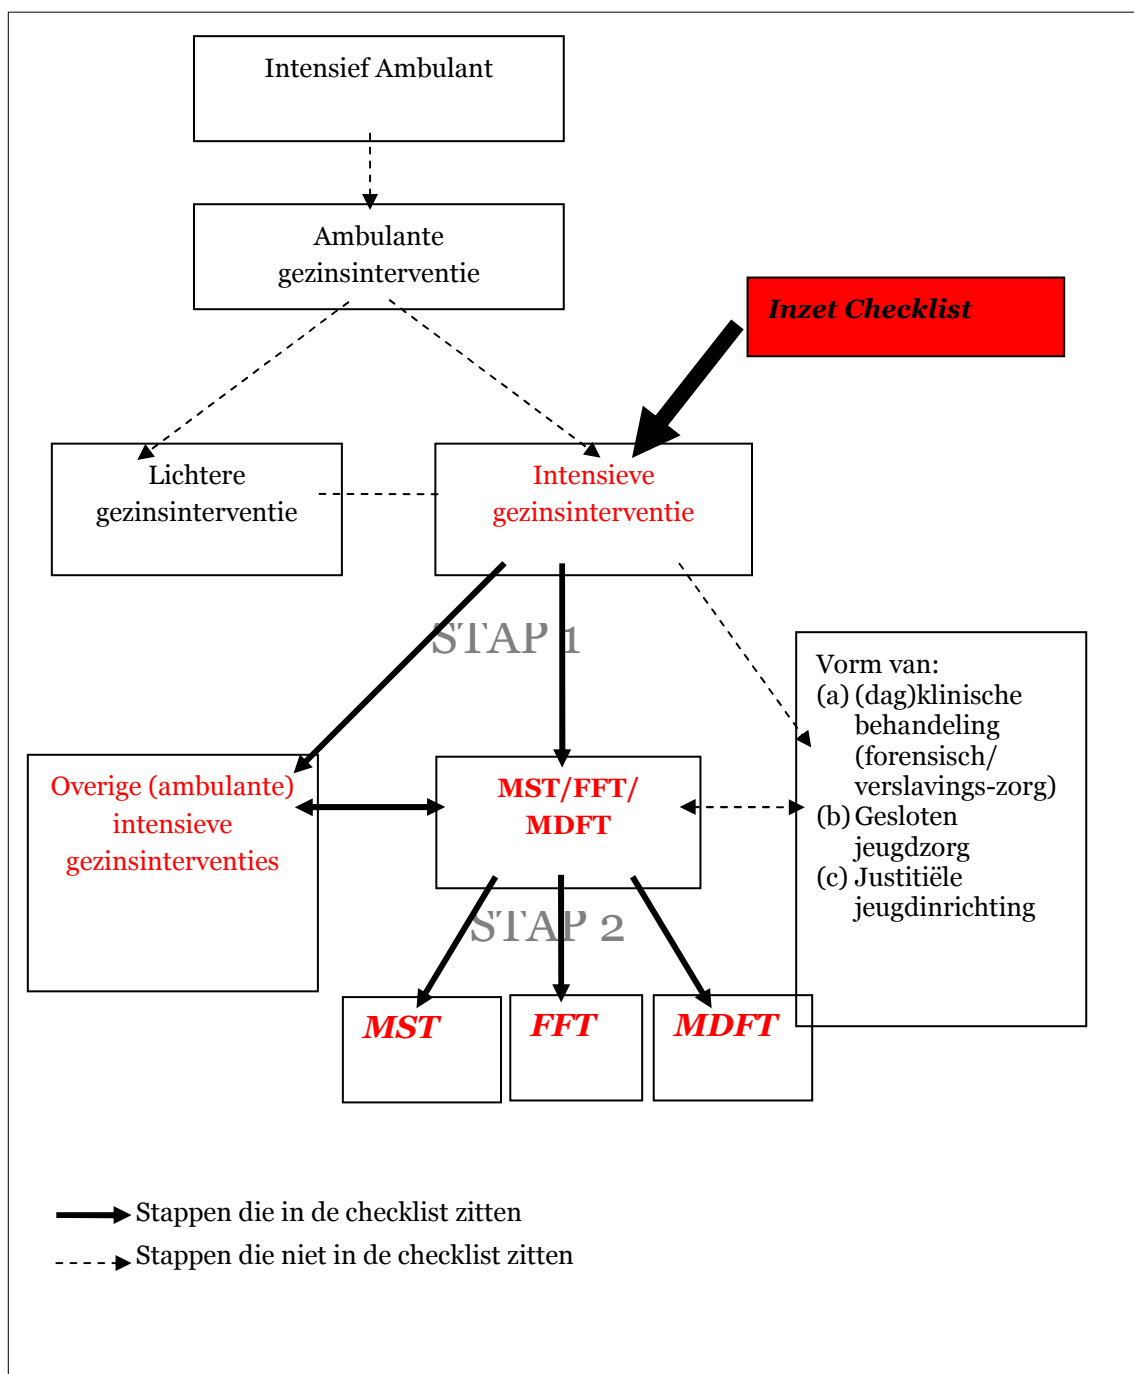 Intensief Ambulant
Ambulante
gezinsinterventie
Inzet Checklist
Lichtere
gezinsinterventie
Intensieve
gezinsinterventie
STAP 1
Vorm van:
(a) (dag)klinische
behandeling
(forensisch/
verslavings-zorg)
(b) Gesloten
jeugdzorg
(c) Justitiële
jeugdinrichting
Overige (ambulante)
intensieve
gezinsinterventies
MST/FFT/
MDFT
STAP 2
MST
FFT
MDFT
Stappen die in de checklist zitten
Stappen die niet in de checklist zitten